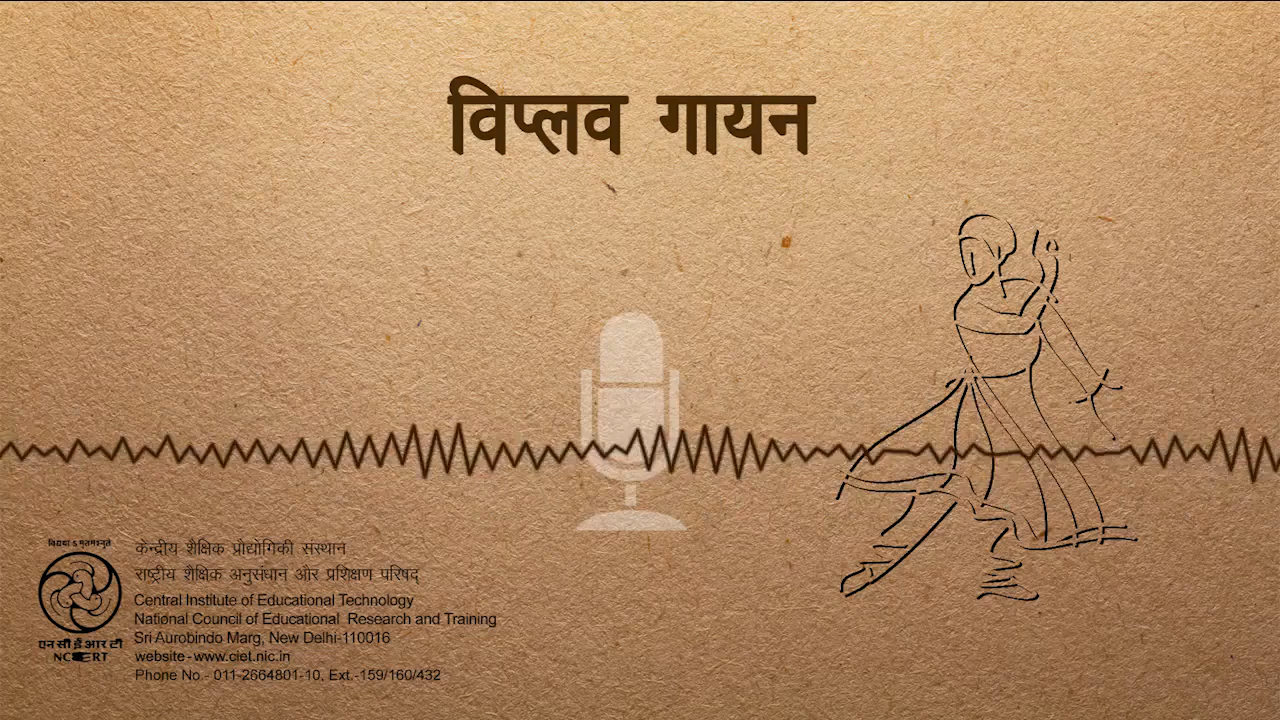 विप्लव गायन
विद्यया ऽ मृतमश्नुते
एन सी ई आर टी
NCERT
केन्द्रीय शैक्षिक प्रौद्योगिकी संस्थान
राष्ट्रीय शैक्षिक अनुसंधान और प्रशिक्षण परिषद्
Central Institute of Educational Technology
National Council of Educational Research and Training
Sri Aurobindo Marg, New Delhi-110016
website - www.ciet.nic.in
Phone No - 011-2664801-10, Ext.-159/160/432